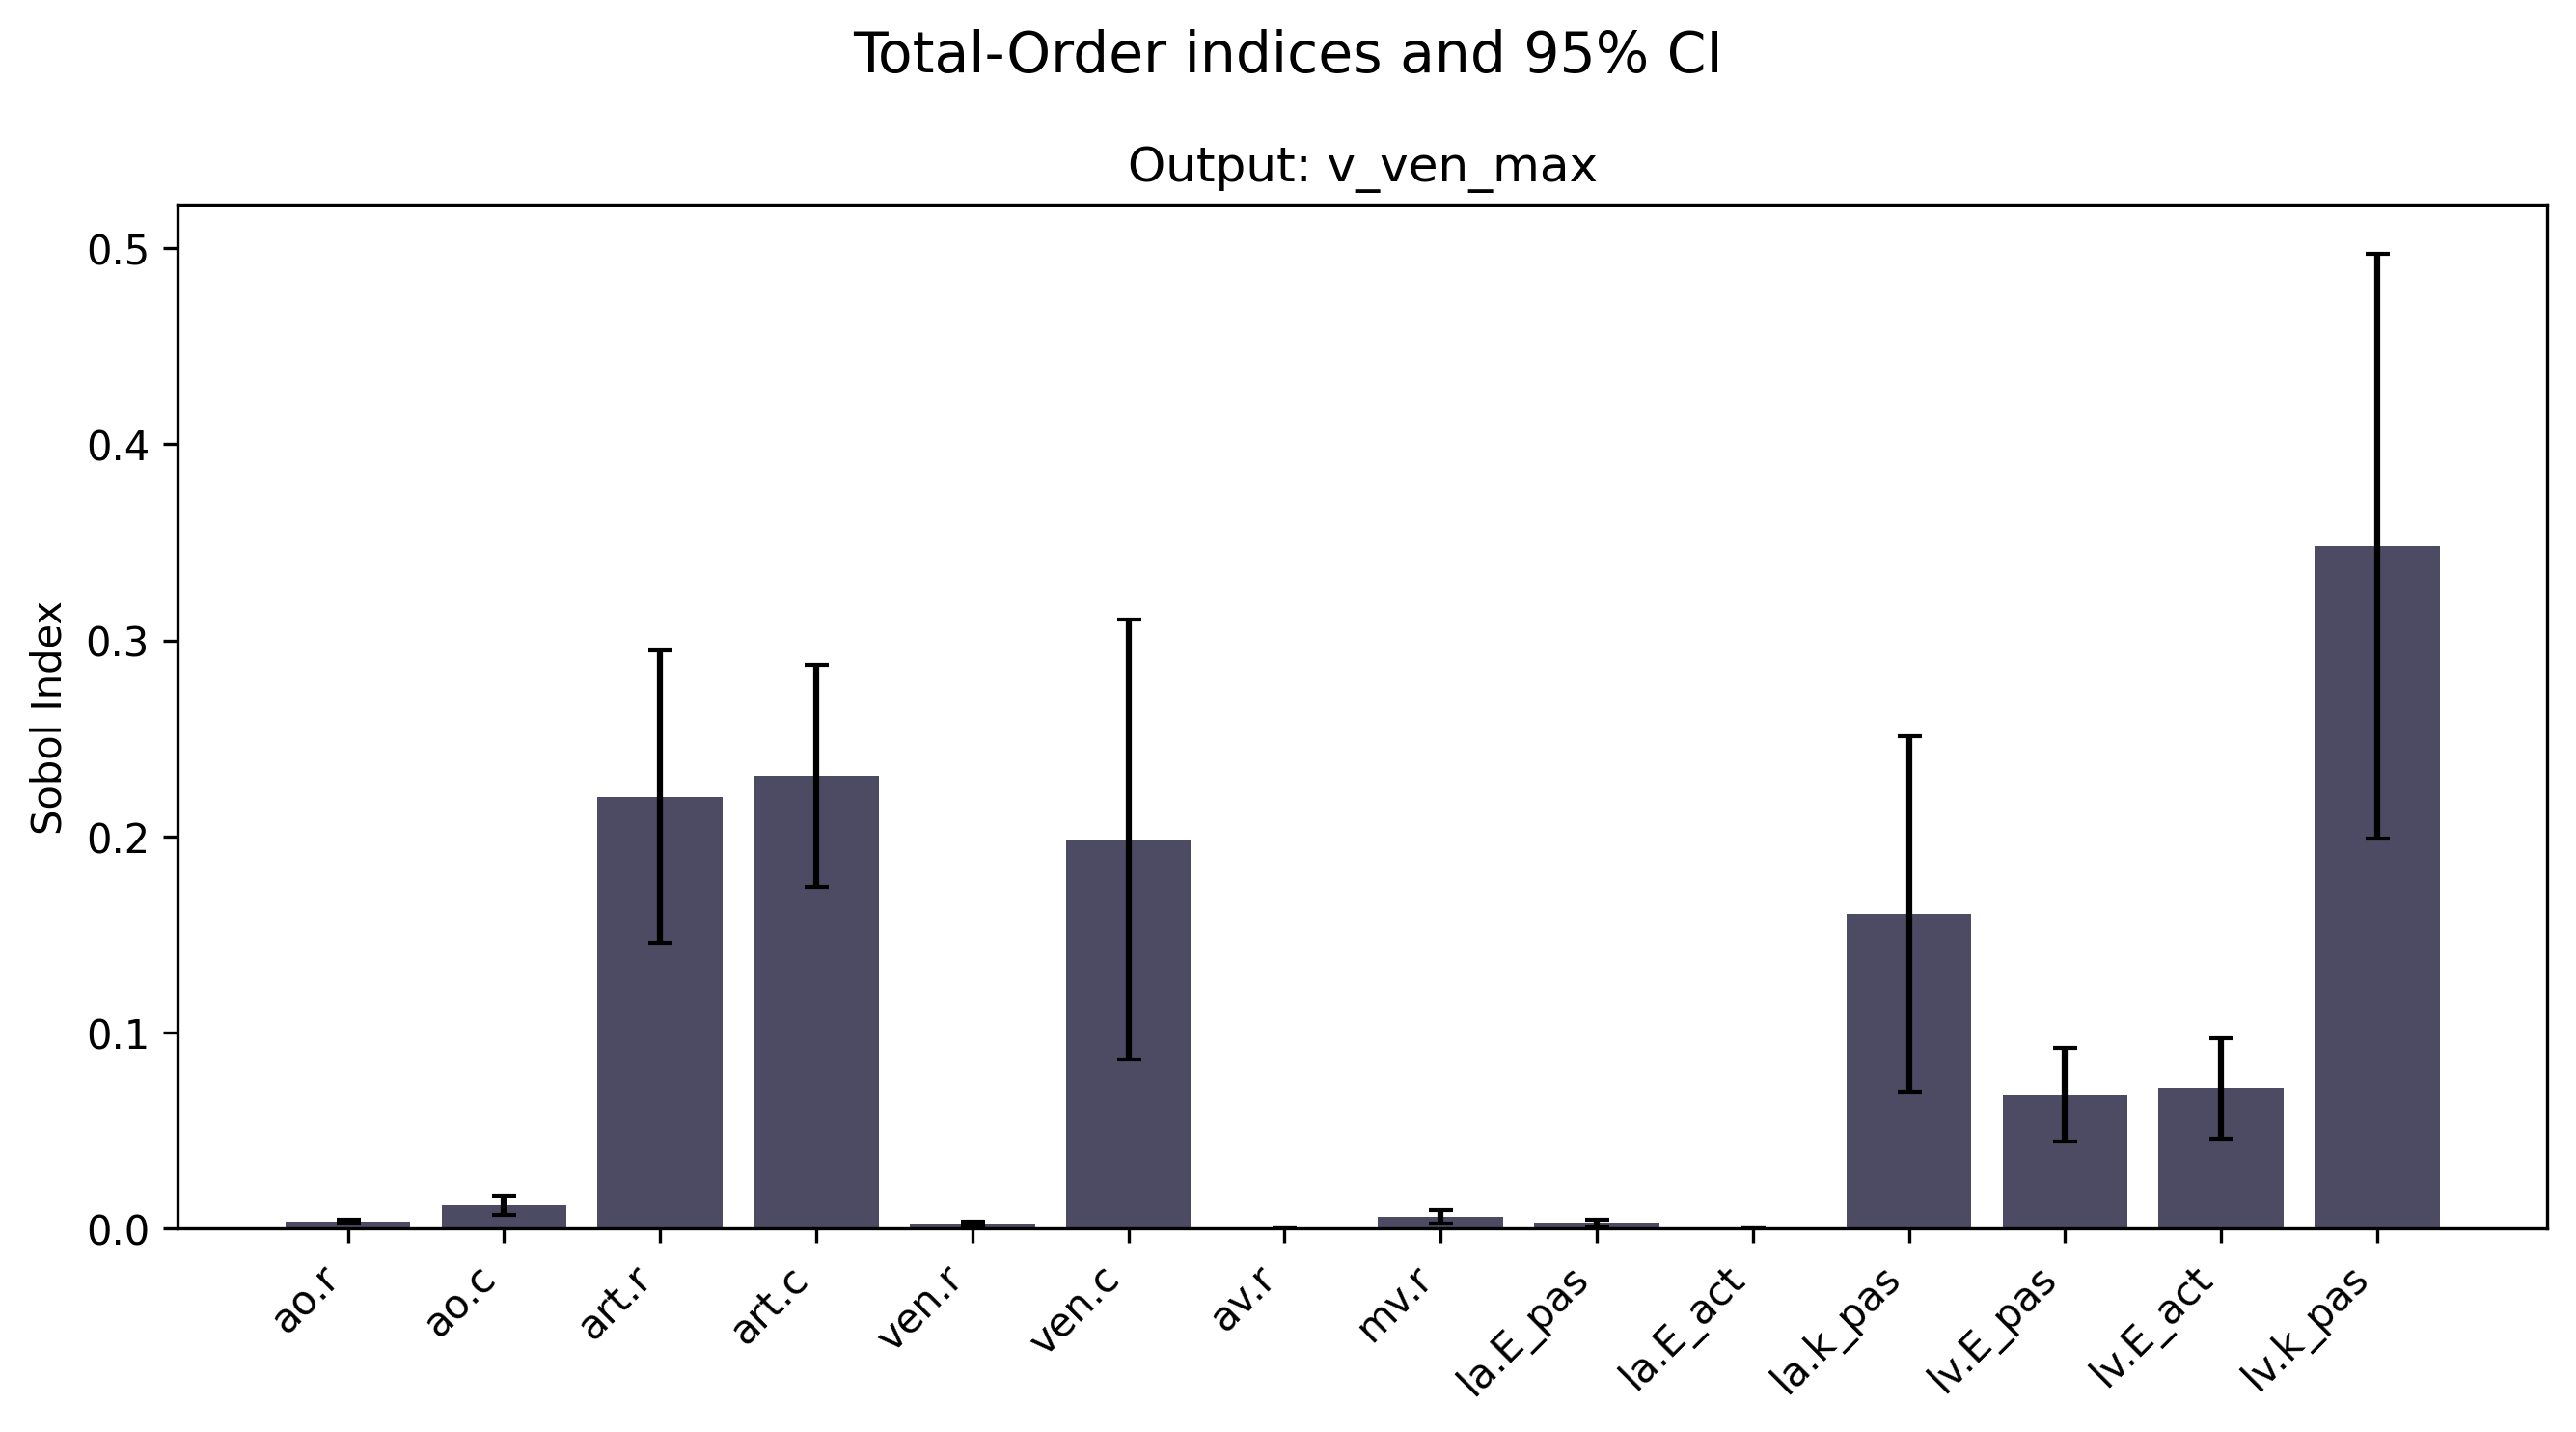 Total-Order indices and 95% CI
Output: v_ven_max
Sobol Index
0.5
0.4
0.3
0.2
0.1
0.0
ao.r
ao.c
art.r
art.c
ven.r
ven.c
av.r
mv.r
la.E_pas
la.E_act
la.k_pas
lv.E_pas
lv.E_act
lv.k_pas